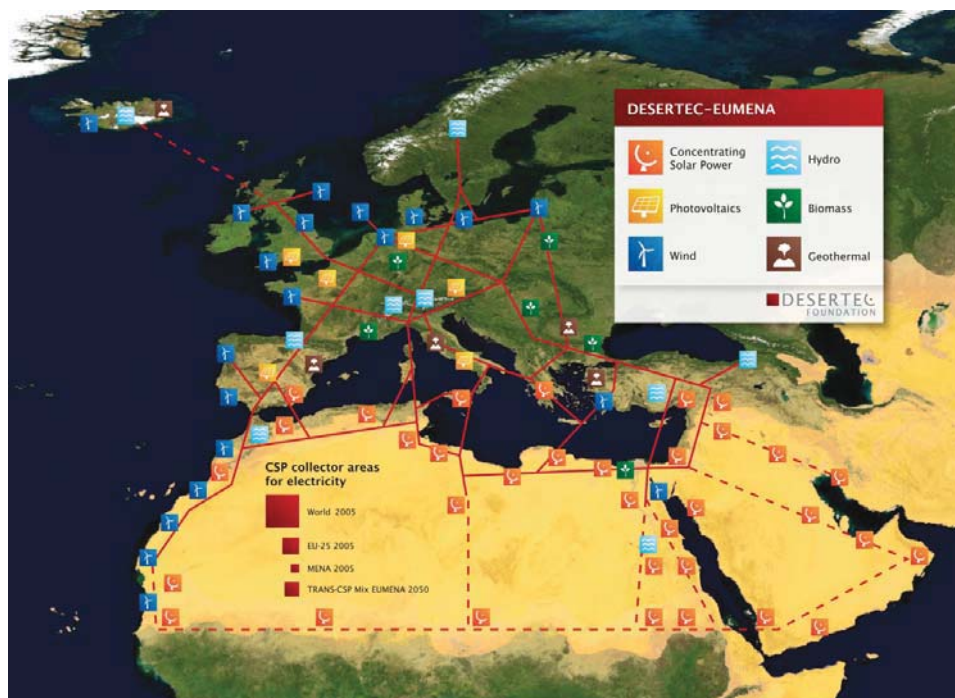 DESERTEC–EUMENA
Concentrating
Solar Power
Hydro
Photovoltaics
Biomass
Wind
Geothermal
DESERTEC
FOUNDATION
CSP collector areas
for electricity
World 2005
EU-25 2005
MENA 2005
TRANS-CSP Mix EUMENA 2050